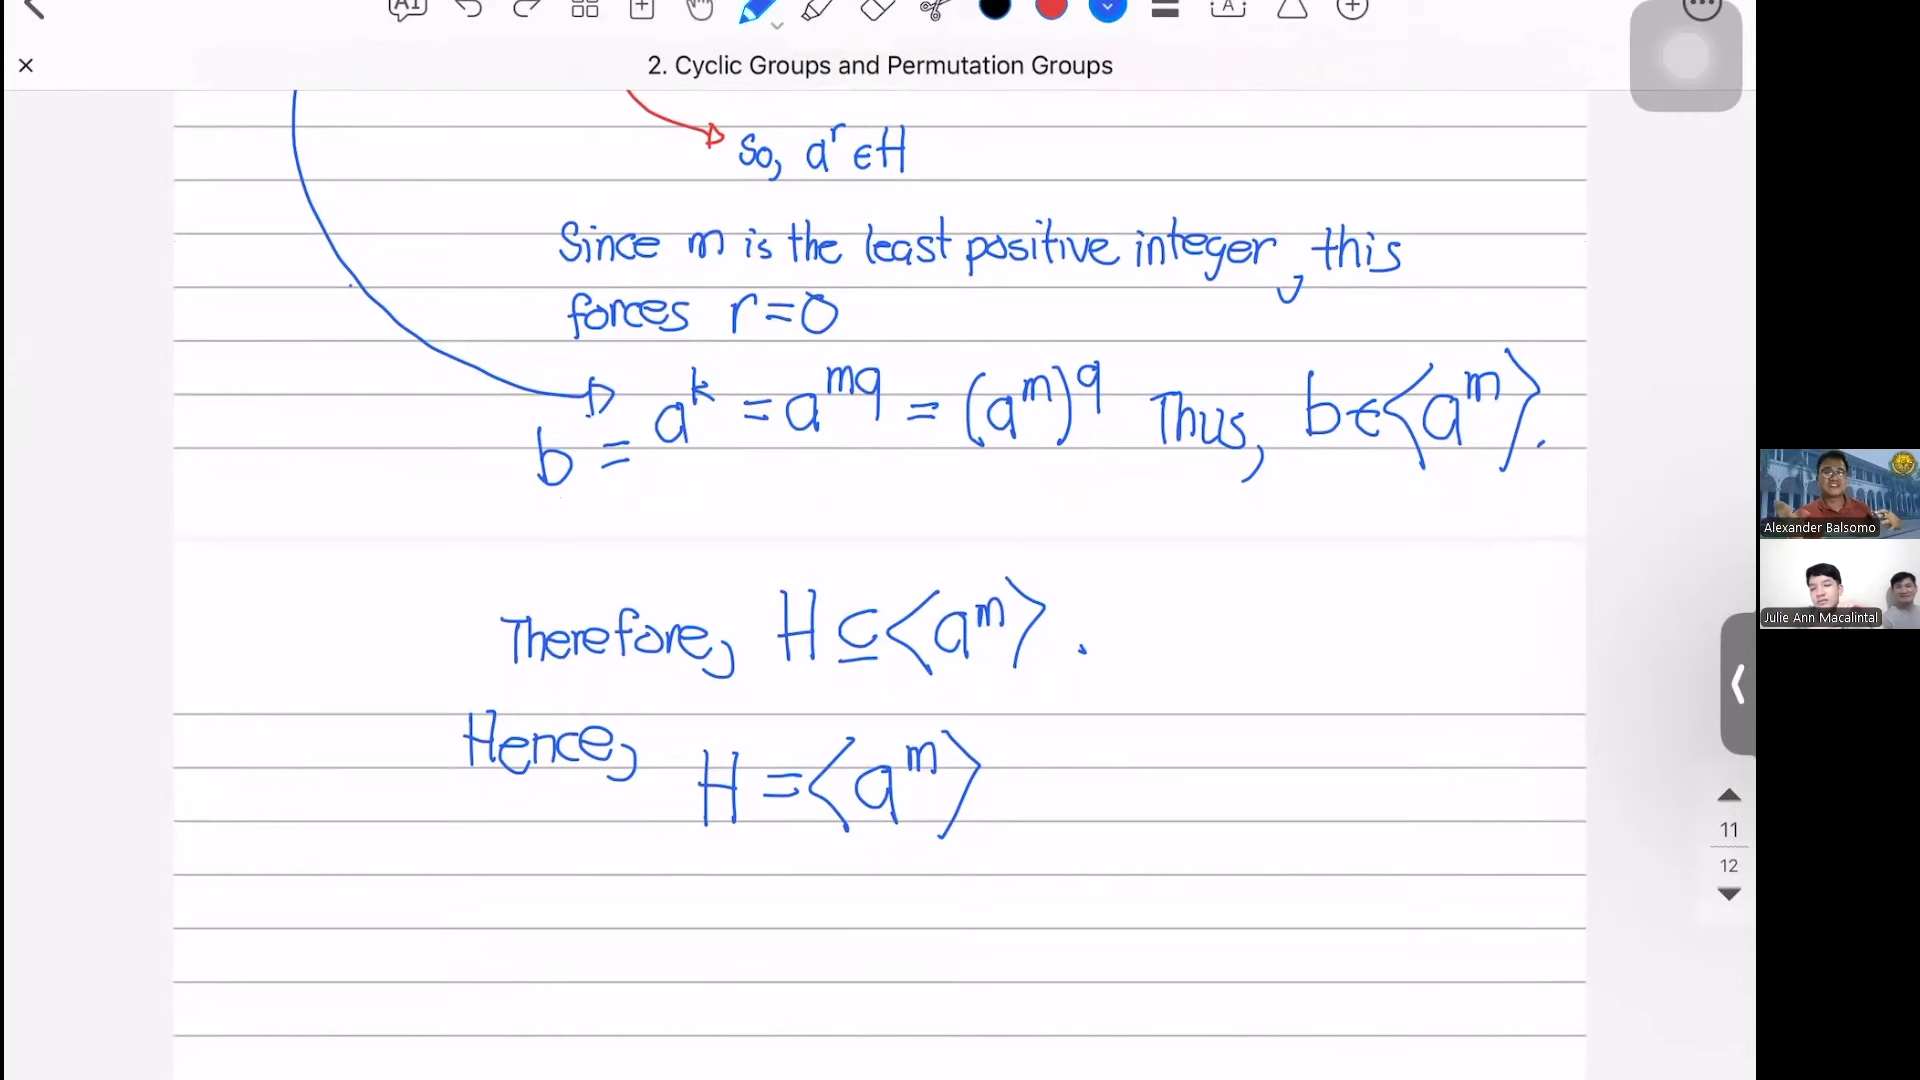 AI
A
2. Cyclic Groups and Permutation Groups
So, a^r ∈ H
Since m is the least positive integer, this
forces r=0
b = a^k = a^mq = (a^m)^q Thus, b∈⟨a^m⟩.
Therefore, H ⊆ ⟨a^m⟩.
Hence, H = ⟨a^m⟩
11
12
Alexander Balsomo
Julie Ann Macalintal